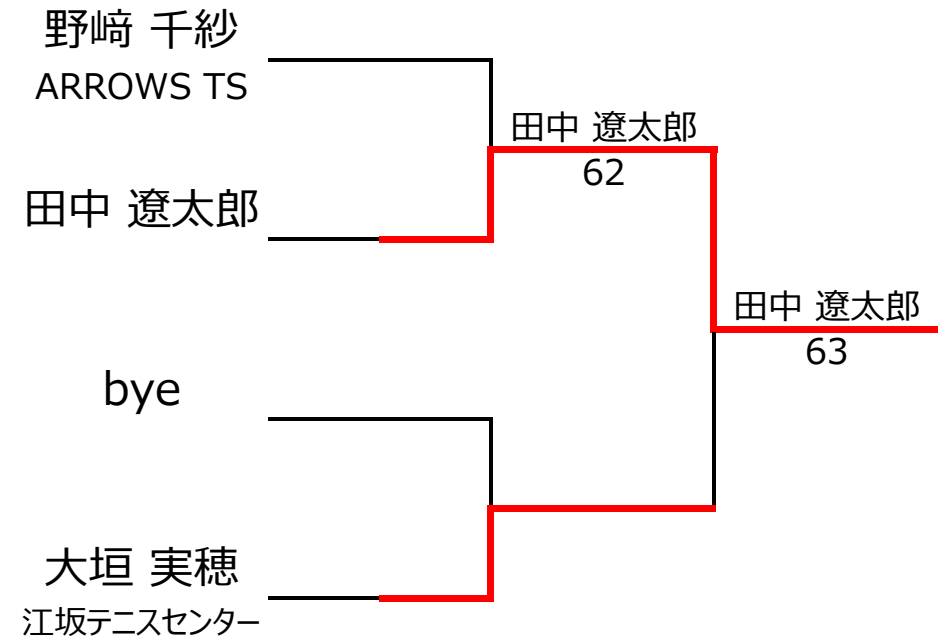 野﨑 千紗
ARROWS TS
田中 遼太郎
62
田中 遼太郎
田中 遼太郎
63
bye
大垣 実穂
江坂テニスセンター